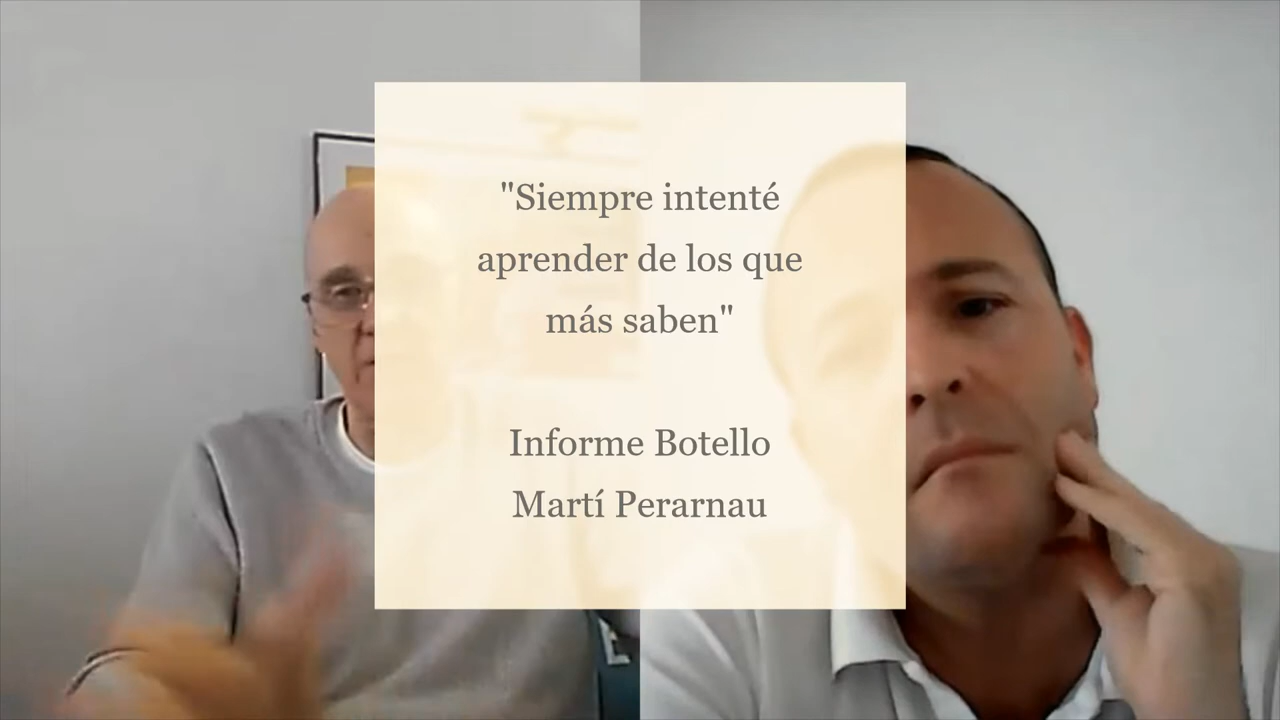 "Siempre intenté
aprender de los que
más saben"
Informe Botello
Martí Perarnau